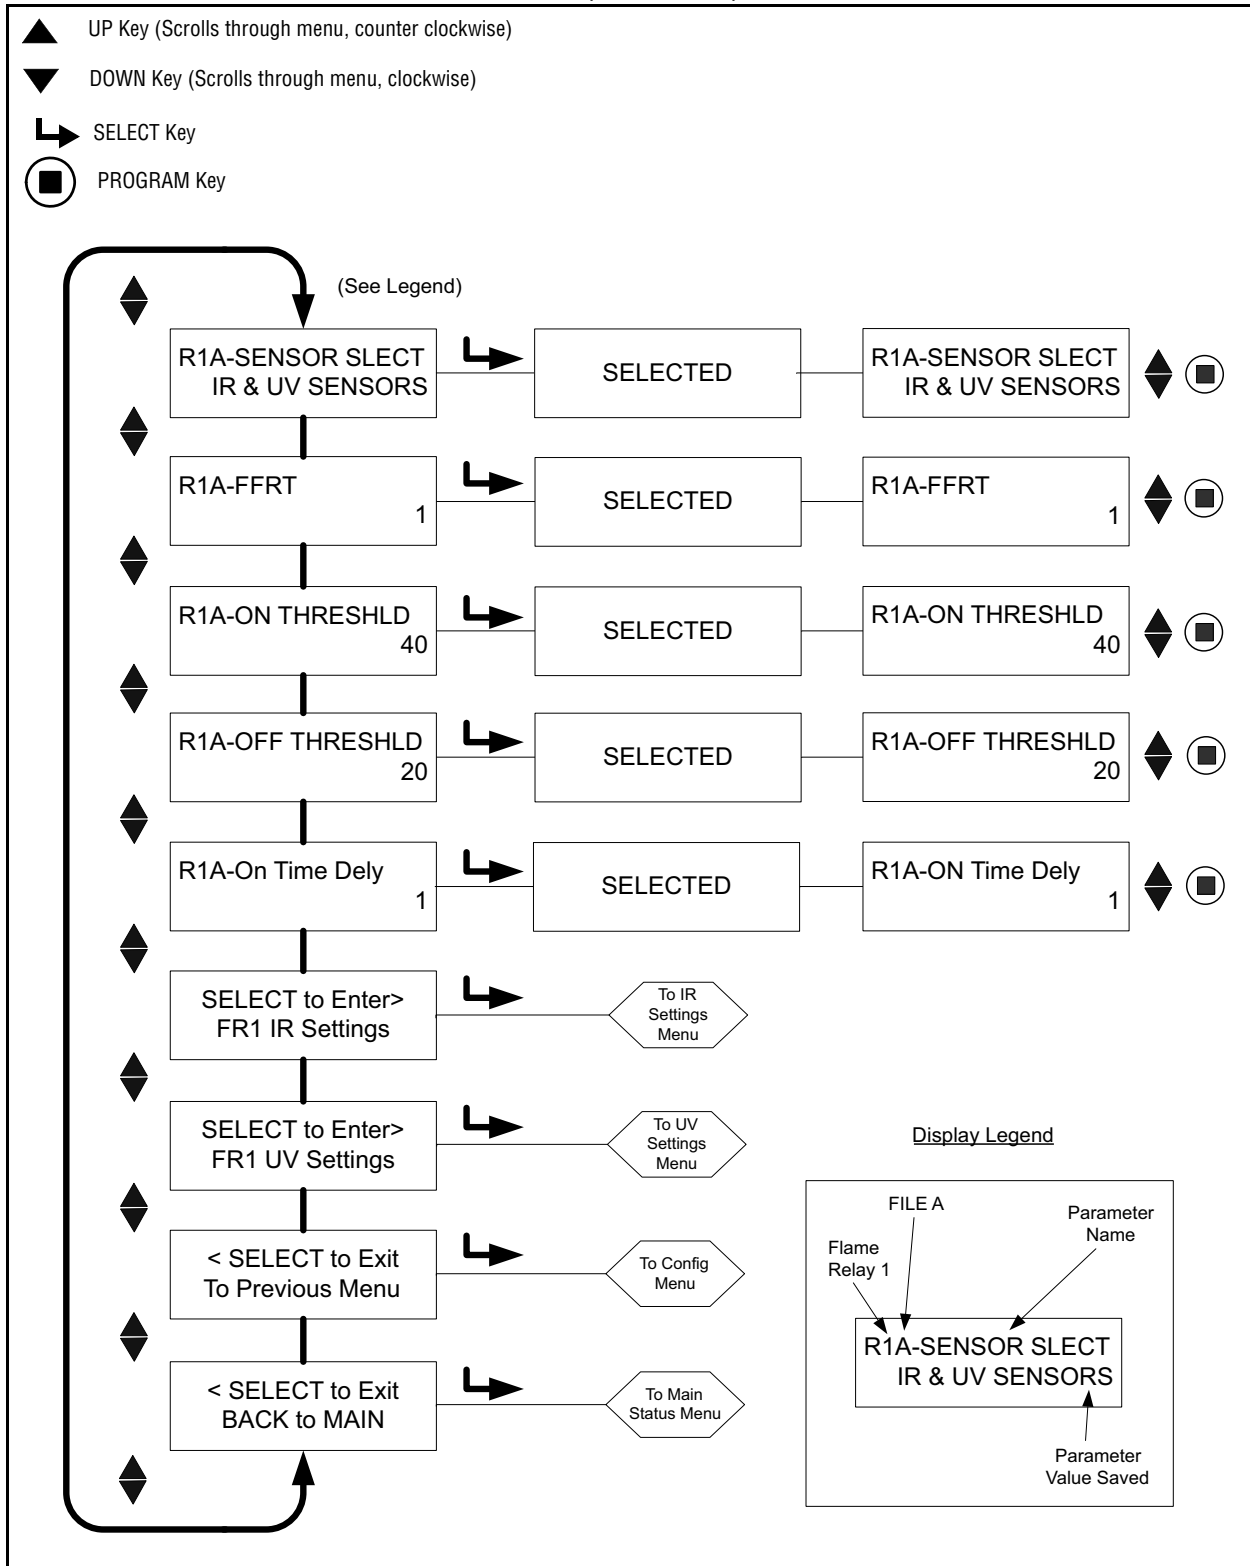 UP Key (Scrolls through menu, counter clockwise)
DOWN Key (Scrolls through menu, clockwise)
SELECT Key
PROGRAM Key
(See Legend)
R1A-SENSOR SLECT
IR & UV SENSORS
SELECTED
R1A-SENSOR SLECT
IR & UV SENSORS
R1A-FFRT
1
SELECTED
R1A-FFRT
1
R1A-ON THRESHLD
40
SELECTED
R1A-ON THRESHLD
40
R1A-OFF THRESHLD
20
SELECTED
R1A-OFF THRESHLD
20
R1A-On Time Dely
1
SELECTED
R1A-ON Time Dely
1
SELECT to Enter>
FR1 IR Settings
To IR
Settings
Menu
SELECT to Enter>
FR1 UV Settings
To UV
Settings
Menu
< SELECT to Exit
To Previous Menu
To Config
Menu
< SELECT to Exit
BACK to MAIN
To Main
Status Menu
Display Legend
FILE A
Parameter
Name
Flame
Relay 1
R1A-SENSOR SLECT
IR & UV SENSORS
Parameter
Value Saved